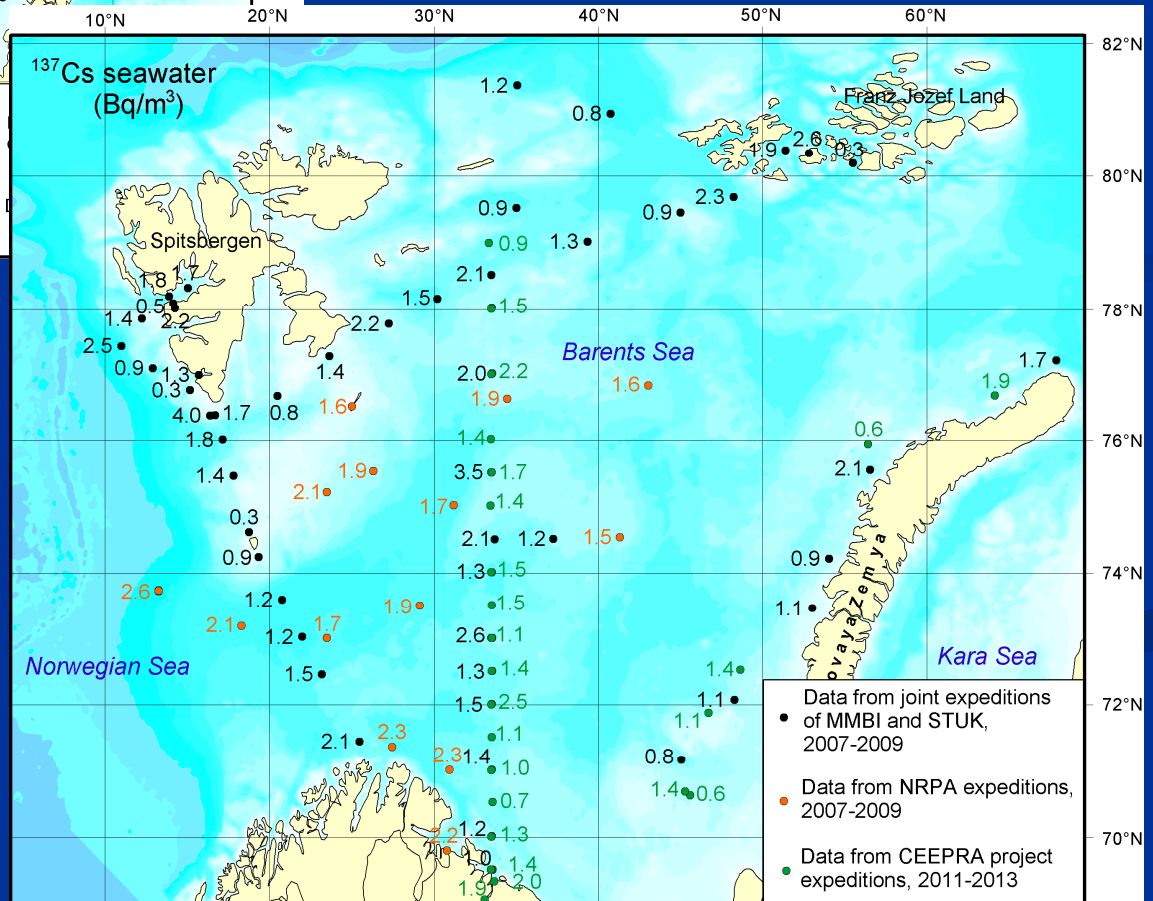 10°N 20°N 30°N 40°N 50°N 60°N
82°N
¹³⁷Cs seawater
(Bq/m³)
1.2
Franz-Jozef Land
0.8
2.6
1.9 0.3
80°N
2.3
0.9 0.9
Spitsbergen 0.9 1.3
2.1
1.8 1.7
1.5
0.5 1.5 78°N
1.4 2.2 2.2
2.5 Barents Sea
1.4 1.7
0.9 1.3 2.0 2.2
0.3 1.6 1.9
4.0 1.7 0.8 1.6 1.9
1.8 1.4 0.6 76°N
1.4 1.9 3.5 1.7 2.1
2.1 1.7 1.4
0.3
2.1 1.2 1.5
0.9 0.9
1.3 1.5 74°N
2.6
1.2 1.9 1.5 1.1
2.1 1.2 1.7 2.6 1.1
ovaya Zemya
Norwegian Sea 1.5 1.3 1.4 1.4 Kara Sea
1.5 2.5 1.1 72°N
1.1
2.1 2.3 1.1
2.3 1.4 1.0 0.8
0.7 1.4 0.6
2.2 1.2 1.3 70°N
1.0 1.4
1.9 2.0
Data from joint expeditions
of MMBI and STUK,
2007-2009
Data from NRPA expeditions,
2007-2009
Data from CEEPRA project
expeditions, 2011-2013